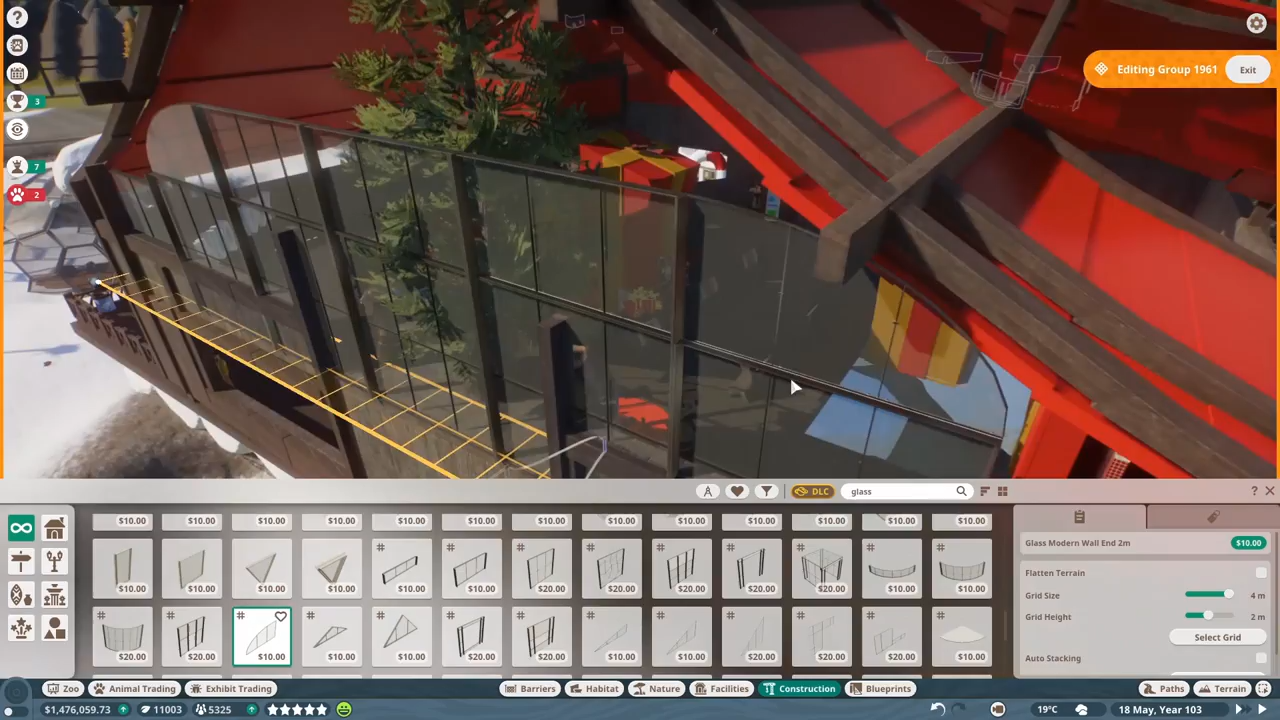 ?
Editing Group 1961
Exit
3
7
2
A
DLC
glass
?
$10.00 $10.00 $10.00 $10.00 $10.00 $10.00 $10.00 $10.00 $10.00 $10.00 $10.00 $10.00 $10.00
$10.00 $10.00 $10.00 $10.00 $10.00 $10.00 $20.00 $20.00 $20.00 $20.00 $20.00 $10.00 $10.00
$20.00 $20.00 $10.00 $10.00 $10.00 $20.00 $20.00 $10.00 $10.00 $20.00 $20.00 $20.00 $10.00
Glass Modern Wall End 2m
$10.00
Flatten Terrain
Grid Size
4 m
Grid Height
2 m
Select Grid
Auto Stacking
Zoo
Animal Trading
Exhibit Trading
Barriers
Habitat
Nature
Facilities
Construction
Blueprints
Paths
Terrain
$1,476,059.73
11003
5325
19°C
18 May, Year 103